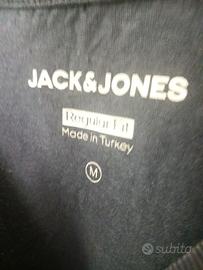 JACK&JONES
Regular Fit
Made in Turkey
M
subito